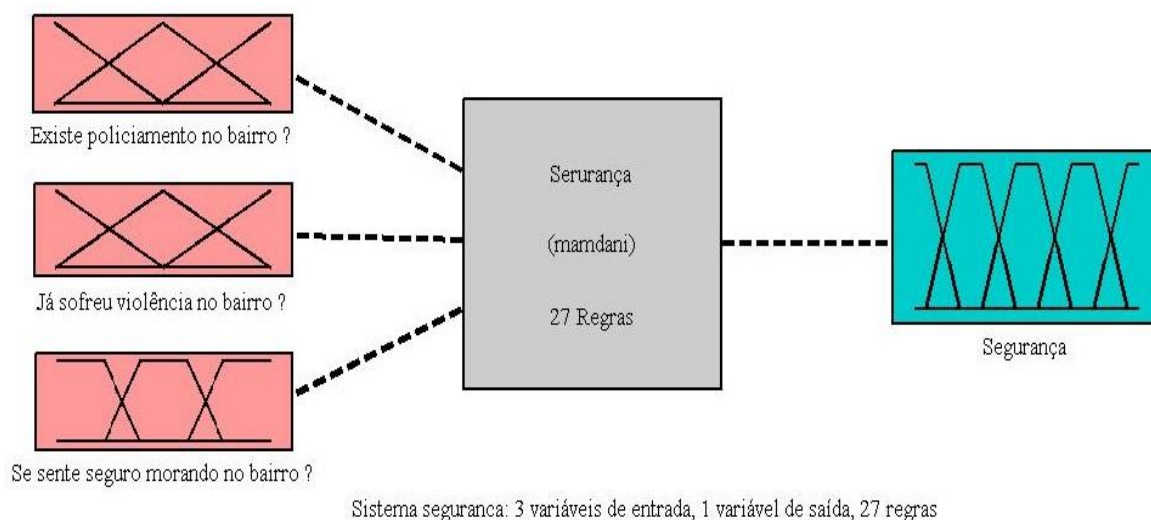 Existe policiamento no bairro ?
Já sofreu violência no bairro ?
Se sente seguro morando no bairro ?
Serurança
(mamdani)
27 Regras
Segurança
Sistema seguranca: 3 variáveis de entrada, 1 variável de saída, 27 regras